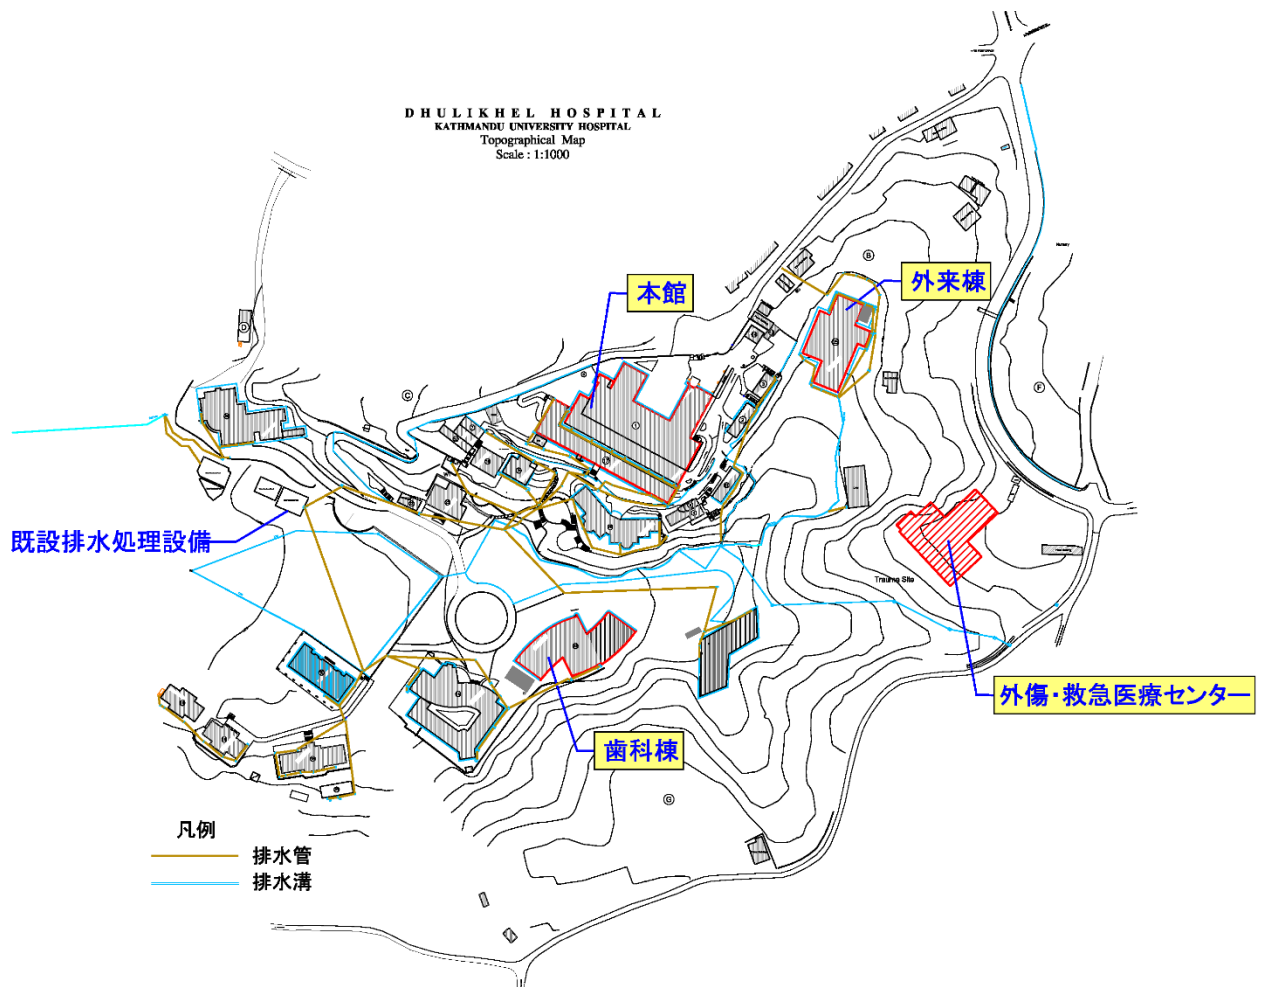 DHULIKHEL HOSPITAL
KATHMANDU UNIVERSITY HOSPITAL
Topographical Map
Scale : 1:1000
B
外来棟
本館
F
C
既設排水処理設備
Trauma Site
外傷・救急医療センター
歯科棟
G
凡例
排水管
排水溝